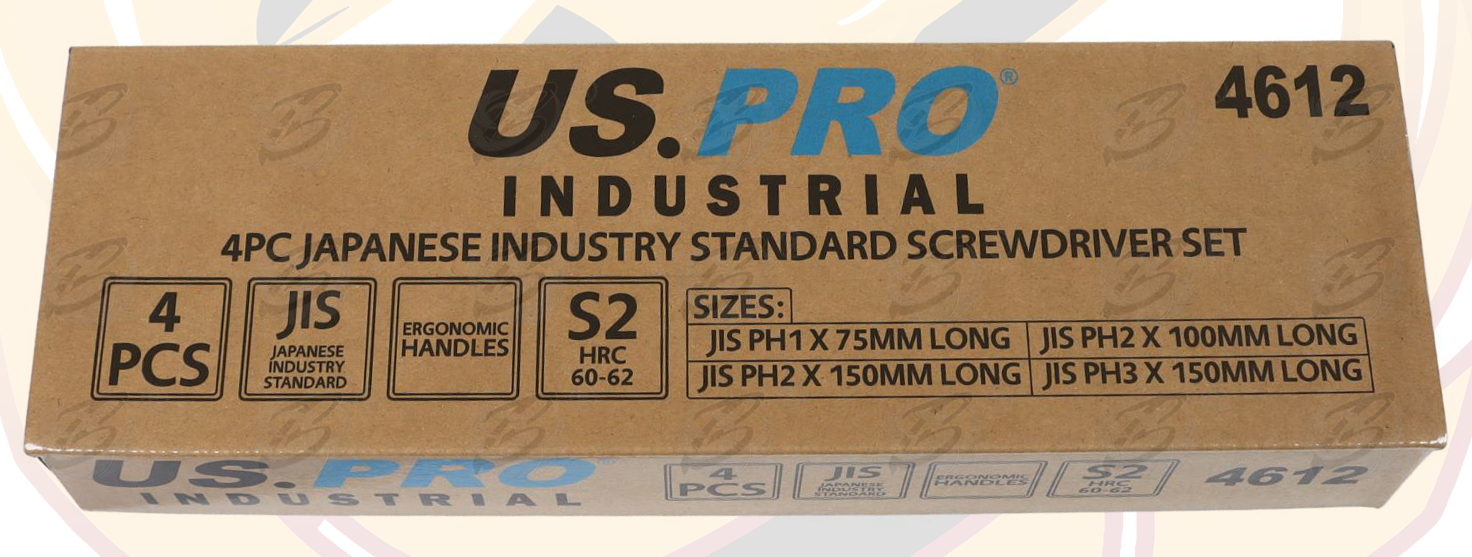 US.PRO®
4612
INDUSTRIAL
4PC JAPANESE INDUSTRY STANDARD SCREWDRIVER SET
4
PCS
JIS
JAPANESE
INDUSTRY
STANDARD
ERGONOMIC
HANDLES
S2
HRC
60-62
SIZES:
JIS PH1 X 75MM LONG
JIS PH2 X 100MM LONG
JIS PH2 X 150MM LONG
JIS PH3 X 150MM LONG
US.PRO
INDUSTRIAL
4
PCS
JIS
JAPANESE
INDUSTRY
STANDARD
ERGONOMIC
HANDLES
S2
HRC
60-62
4612